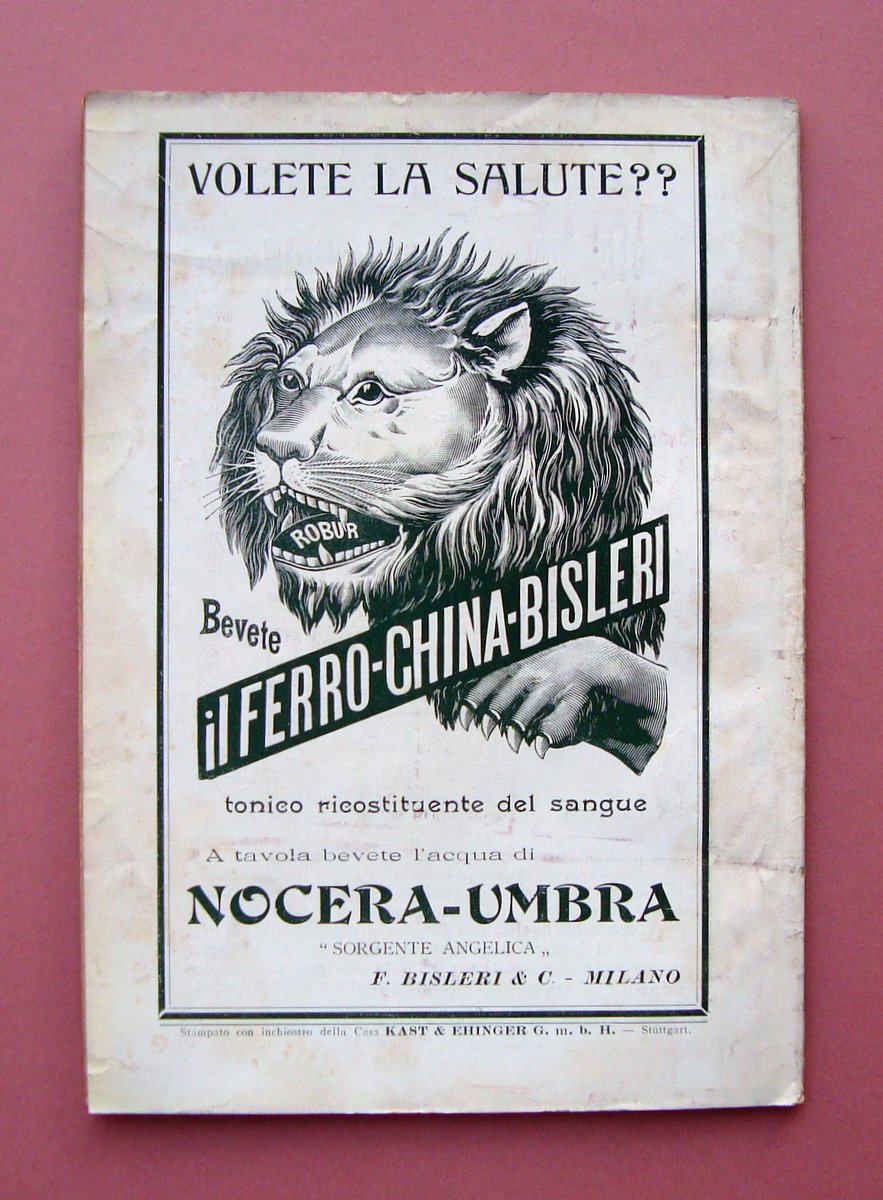 VOLETE LA SALUTE??
ROBUR
Bevete
il FERRO-CHINA-BISLERI
tonico ricostituente del sangue
A tavola bevete l'acqua di
NOCERA-UMBRA
“ SORGENTE ANGELICA „
F. BISLERI & C. - MILANO
Stampato con inchiostro della Casa KAST & EHINGER G. m. b. H. — Stuttgart.